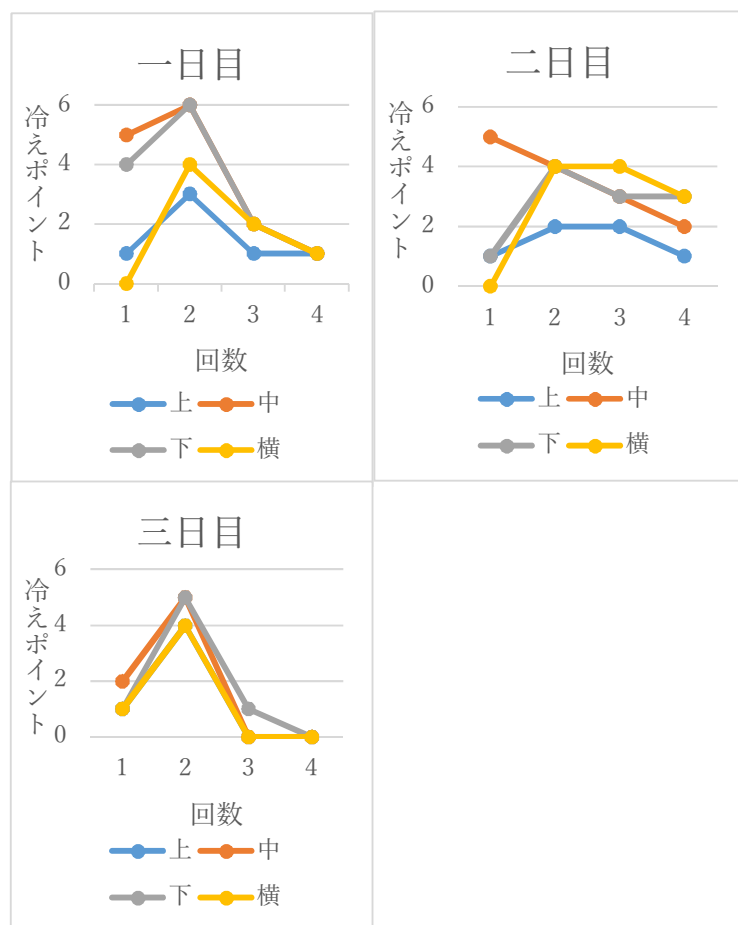 一日目
冷えポイント
6
4
2
0
1 2 3 4
回数
上 中
下 横
二日目
冷えポイント
6
4
2
0
1 2 3 4
回数
上 中
下 横
三日目
冷えポイント
6
4
2
0
1 2 3 4
回数
上 中
下 横